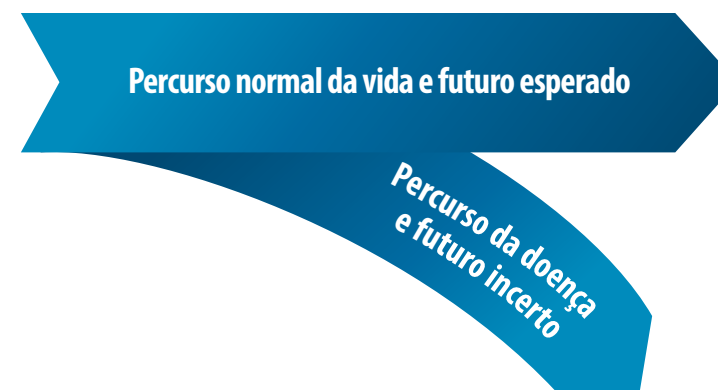 Percurso normal da vida e futuro esperado
Percurso da doença
e futuro incerto